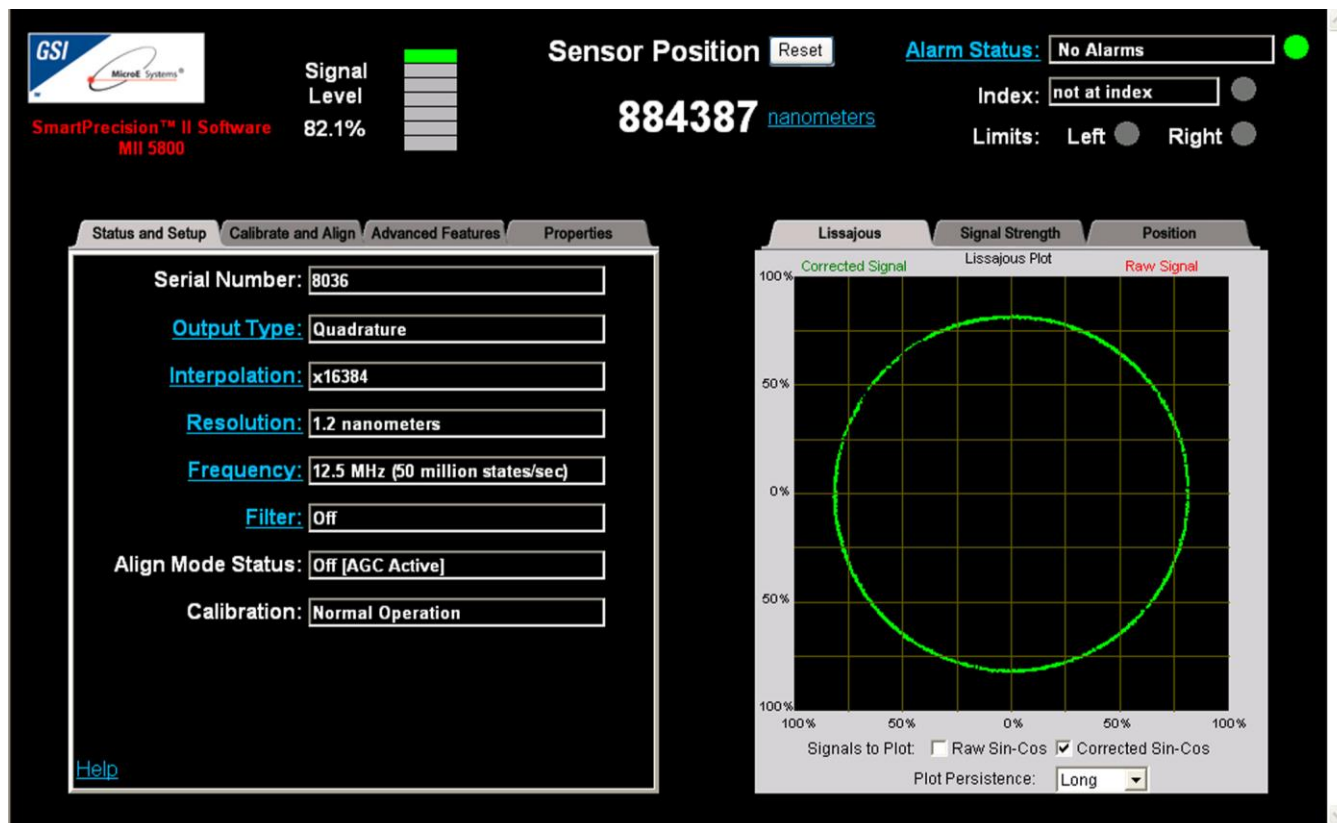 GSI
MicroE Systems®
SmartPrecision™ II Software
MII 5800
Signal
Level
82.1%
Sensor Position Reset
884387 nanometers
Alarm Status: No Alarms
Index: not at index
Limits: Left Right
Status and Setup Calibrate and Align Advanced Features Properties
Serial Number: 8036
Output Type: Quadrature
Interpolation: x16384
Resolution: 1.2 nanometers
Frequency: 12.5 MHz (50 million states/sec)
Filter: Off
Align Mode Status: Off [AGC Active]
Calibration: Normal Operation
Help
Lissajous Signal Strength Position
Corrected Signal Lissajous Plot Raw Signal
100%
50%
0%
50%
100%
100% 50% 0% 50% 100%
Signals to Plot: Raw Sin-Cos Corrected Sin-Cos
Plot Persistence: Long